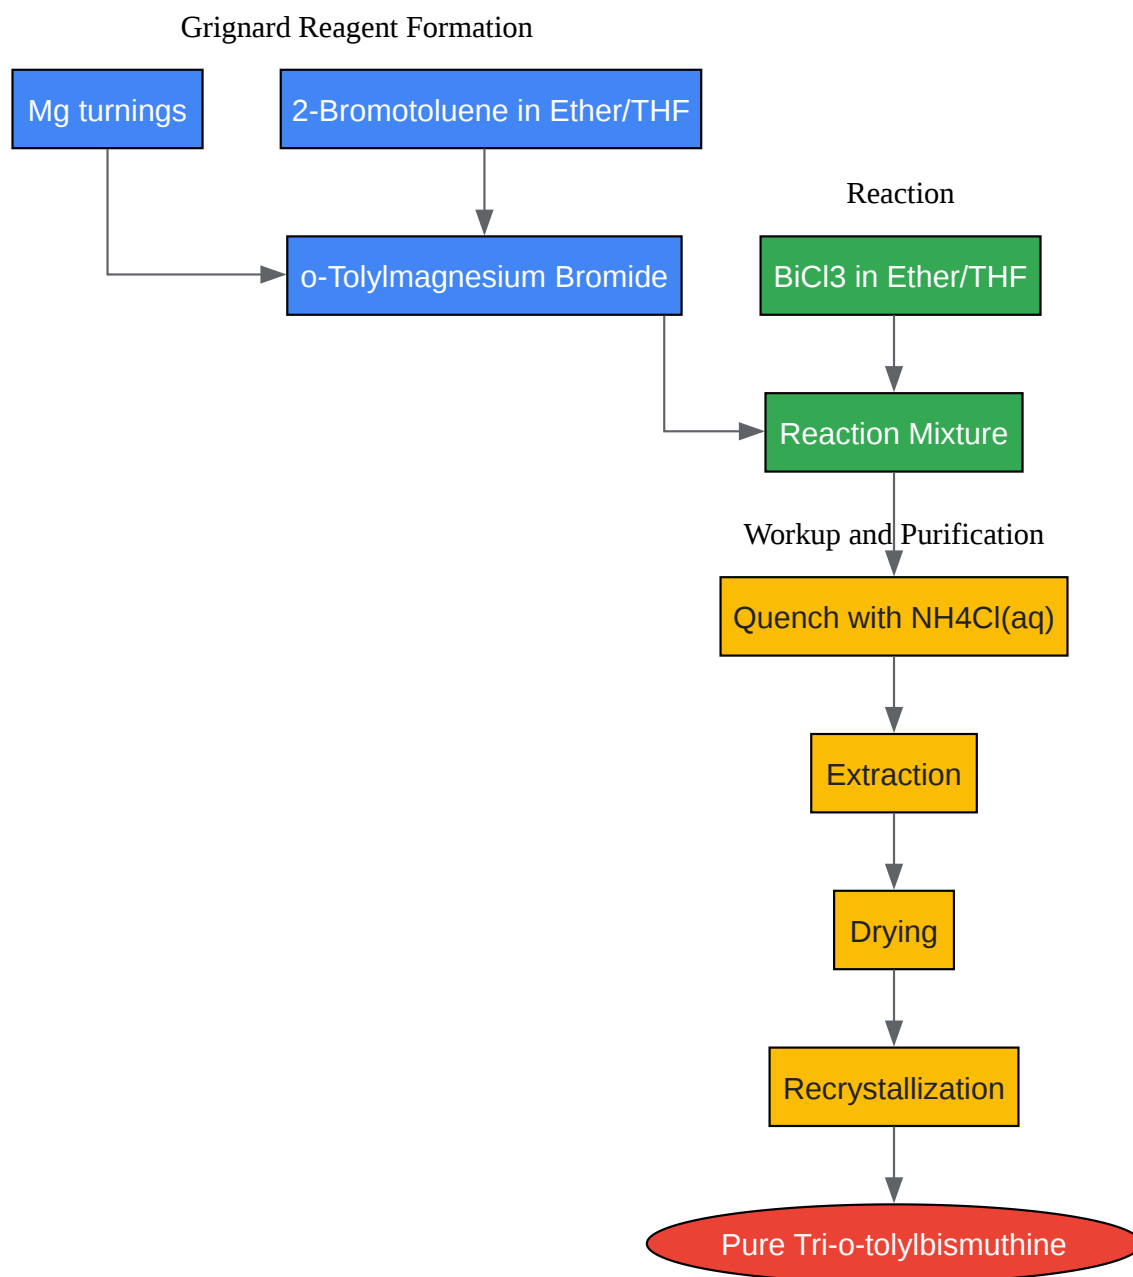 Grignard Reagent Formation
Mg turnings
2-Bromotoluene in Ether/THF
Reaction
o-Tolylmagnesium Bromide
BiCl3 in Ether/THF
Reaction Mixture
Workup and Purification
Quench with NH4Cl(aq)
Extraction
Drying
Recrystallization
Pure Tri-o-tolylbismuthine